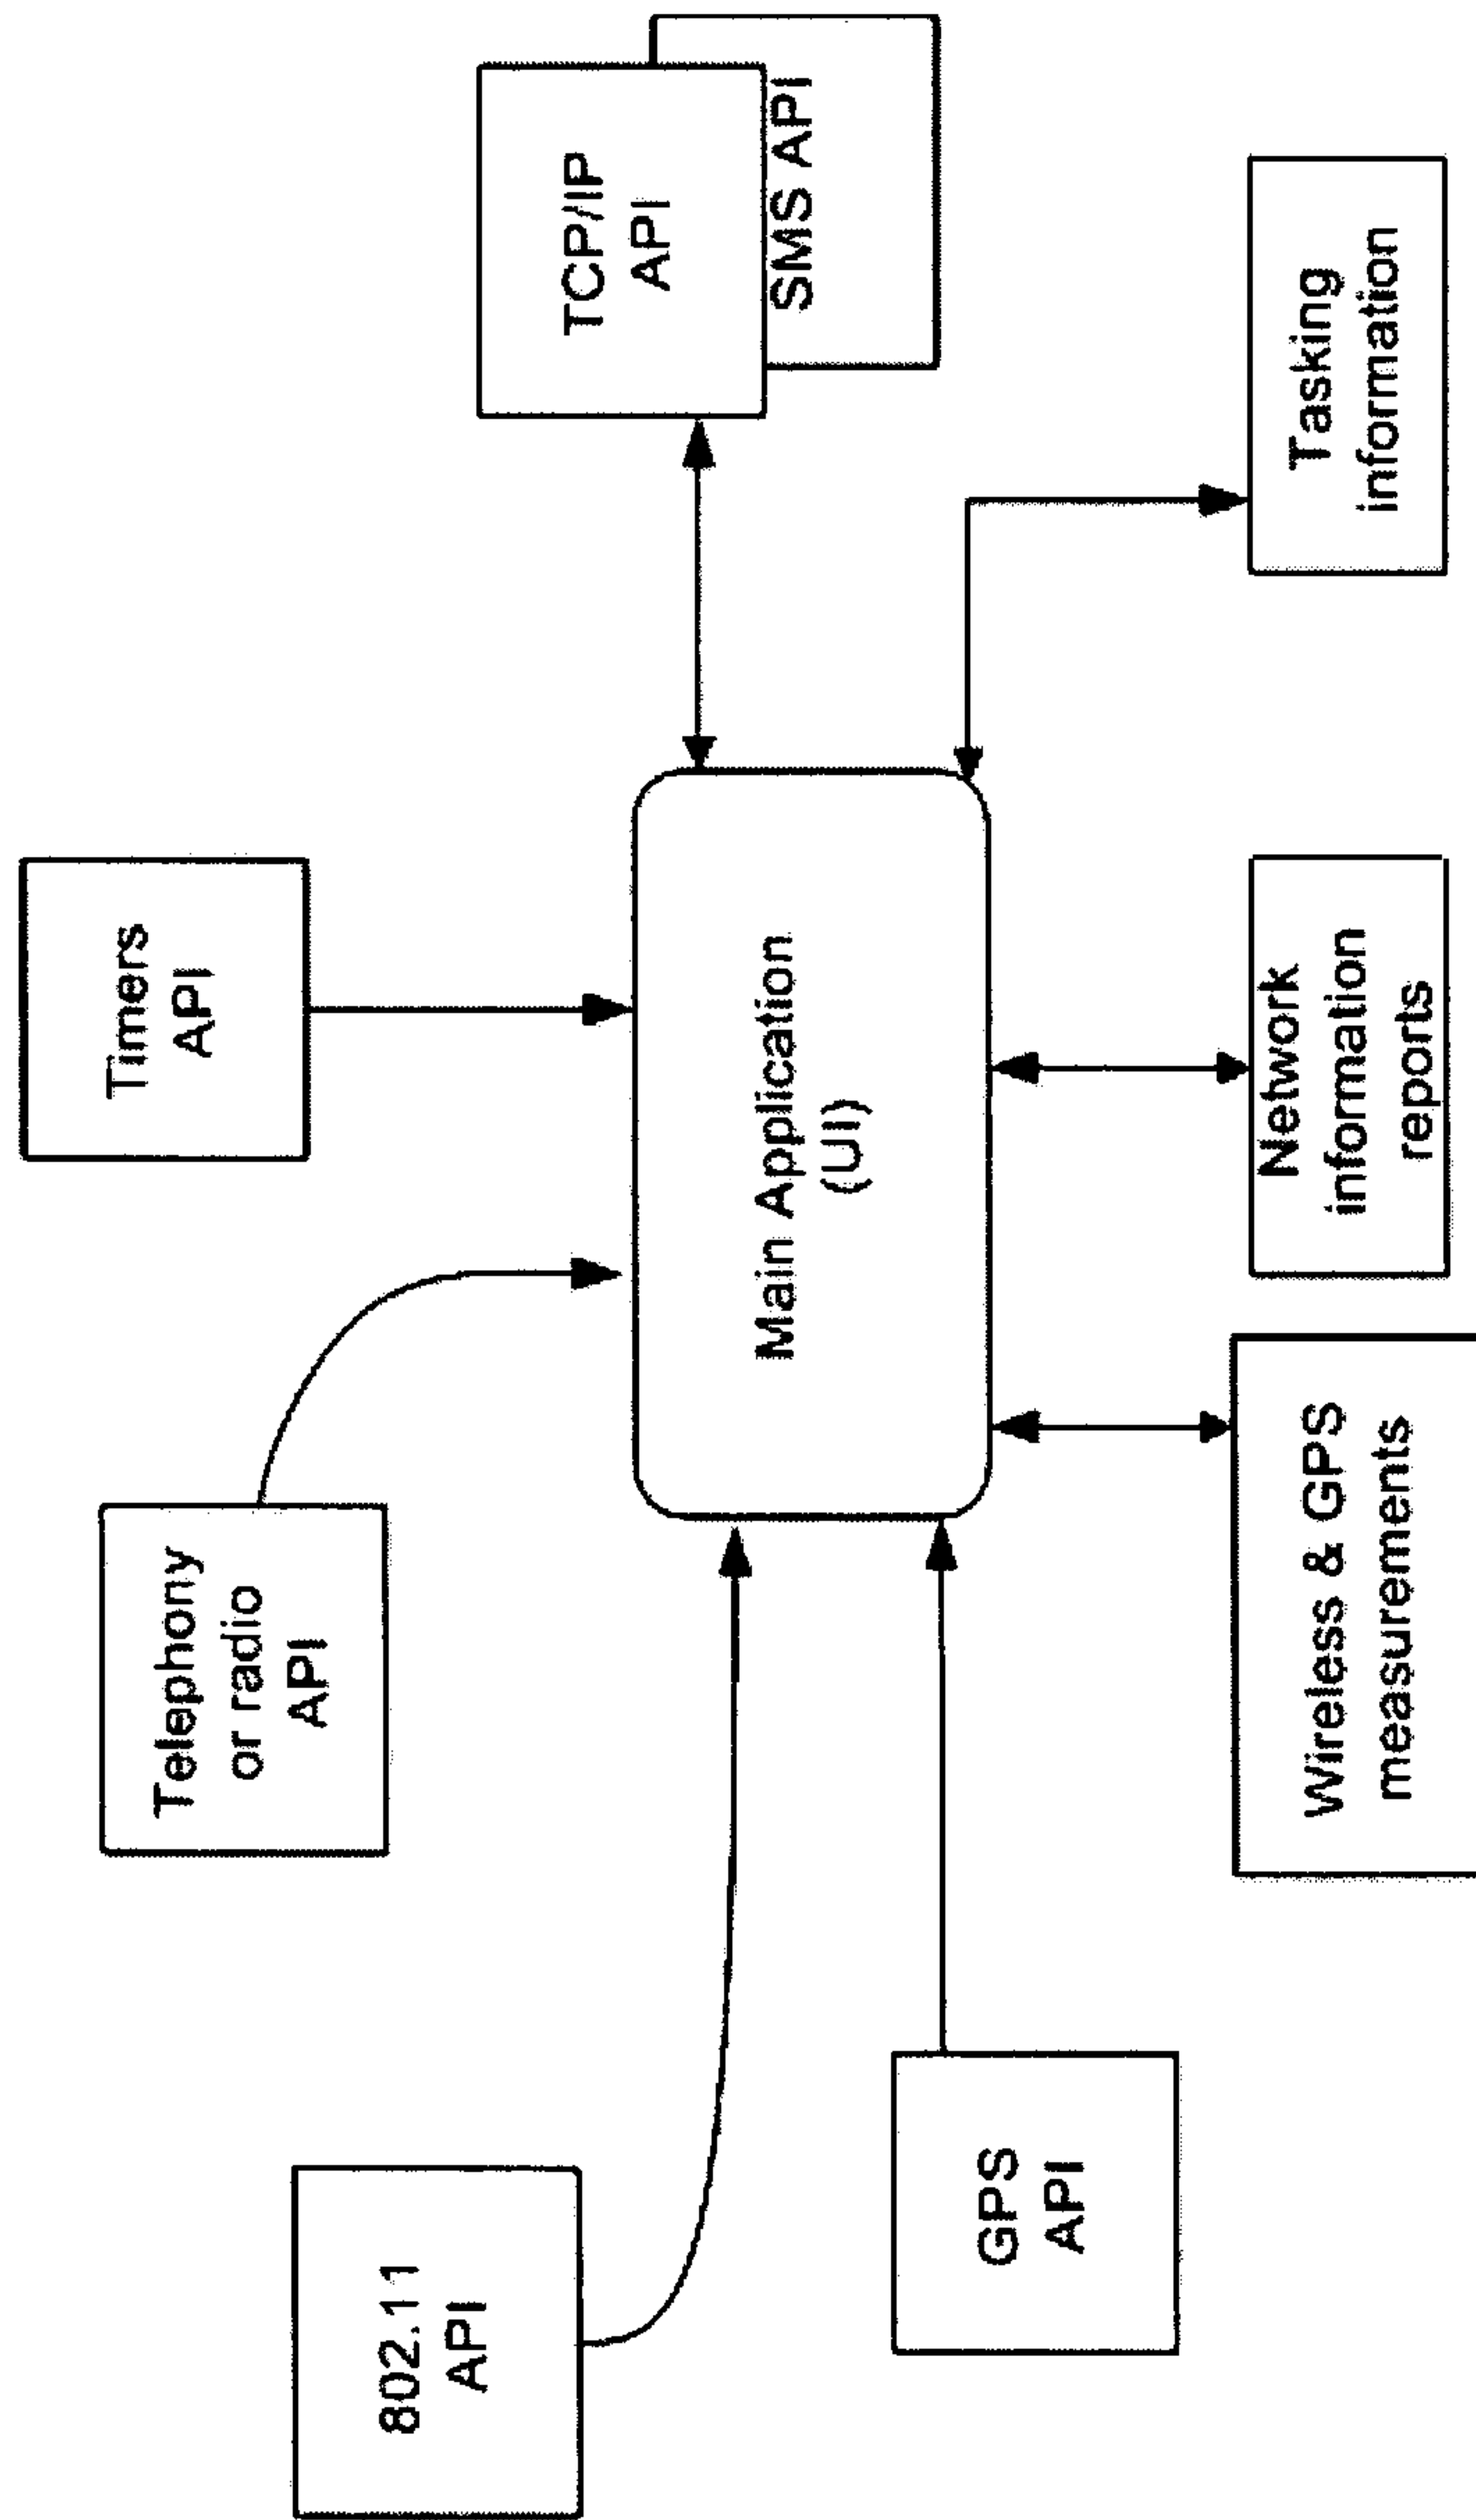 802.11
API
Telephony
or radio
API
Timers
API
TCP/IP
API
SMS API
Main Application
(UI)
GPS
API
Wireless & GPS
measurements
Network
information
reports
Tasking
information